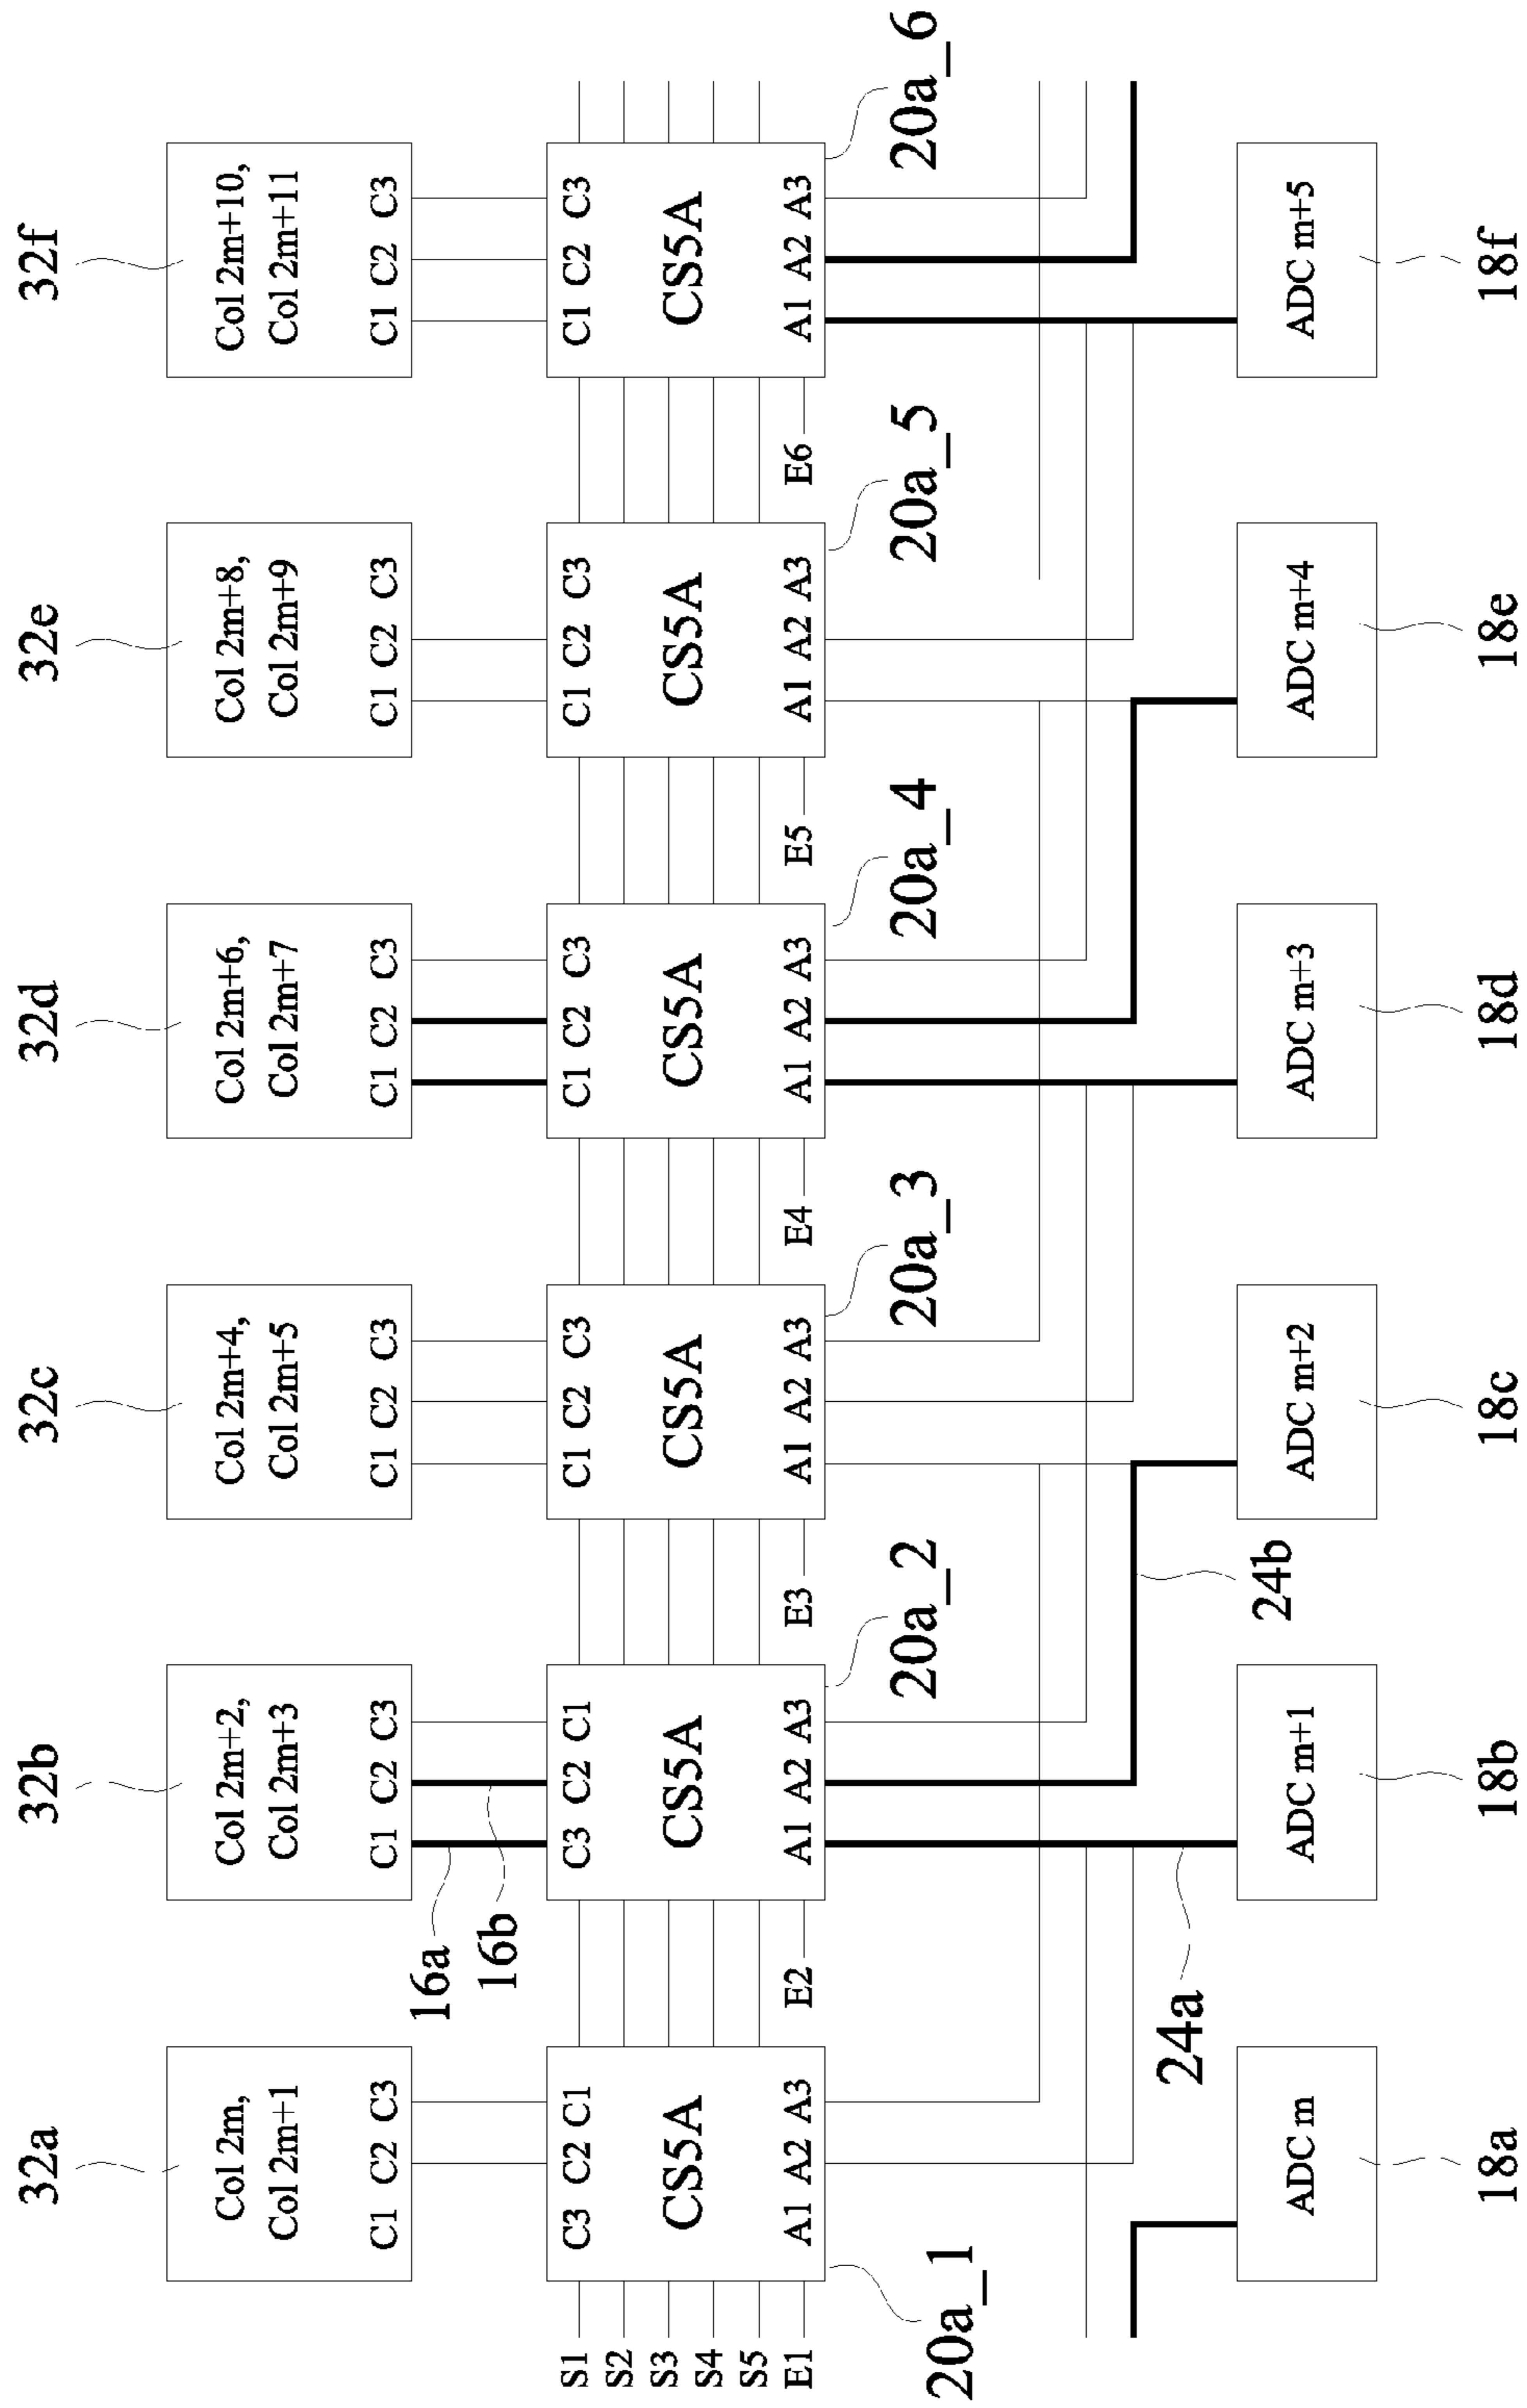 32a 32b 32c 32d 32e 32f
Col 2m, Col 2m+2, Col 2m+4, Col 2m+6, Col 2m+8, Col 2m+10,
Col 2m+1 Col 2m+3 Col 2m+5 Col 2m+7 Col 2m+9 Col 2m+11
C1 C2 C3 C1 C2 C3 C1 C2 C3 C1 C2 C3 C1 C2 C3 C1 C2 C3
16a
16b
S1 C3 C2 C1 C3 C2 C1 C1 C2 C3 C1 C2 C3 C1 C2 C3 C1 C2 C3
S2
S3 CS5A CS5A CS5A CS5A CS5A CS5A
S4
S5
E1 A1 A2 A3 E2 A1 A2 A3 E3 A1 A2 A3 E4 A1 A2 A3 E5 A1 A2 A3 E6 A1 A2 A3
20a_1 20a_2 20a_3 20a_4 20a_5 20a_6
24a 24b
ADC m ADC m+1 ADC m+2 ADC m+3 ADC m+4 ADC m+5
18a 18b 18c 18d 18e 18f